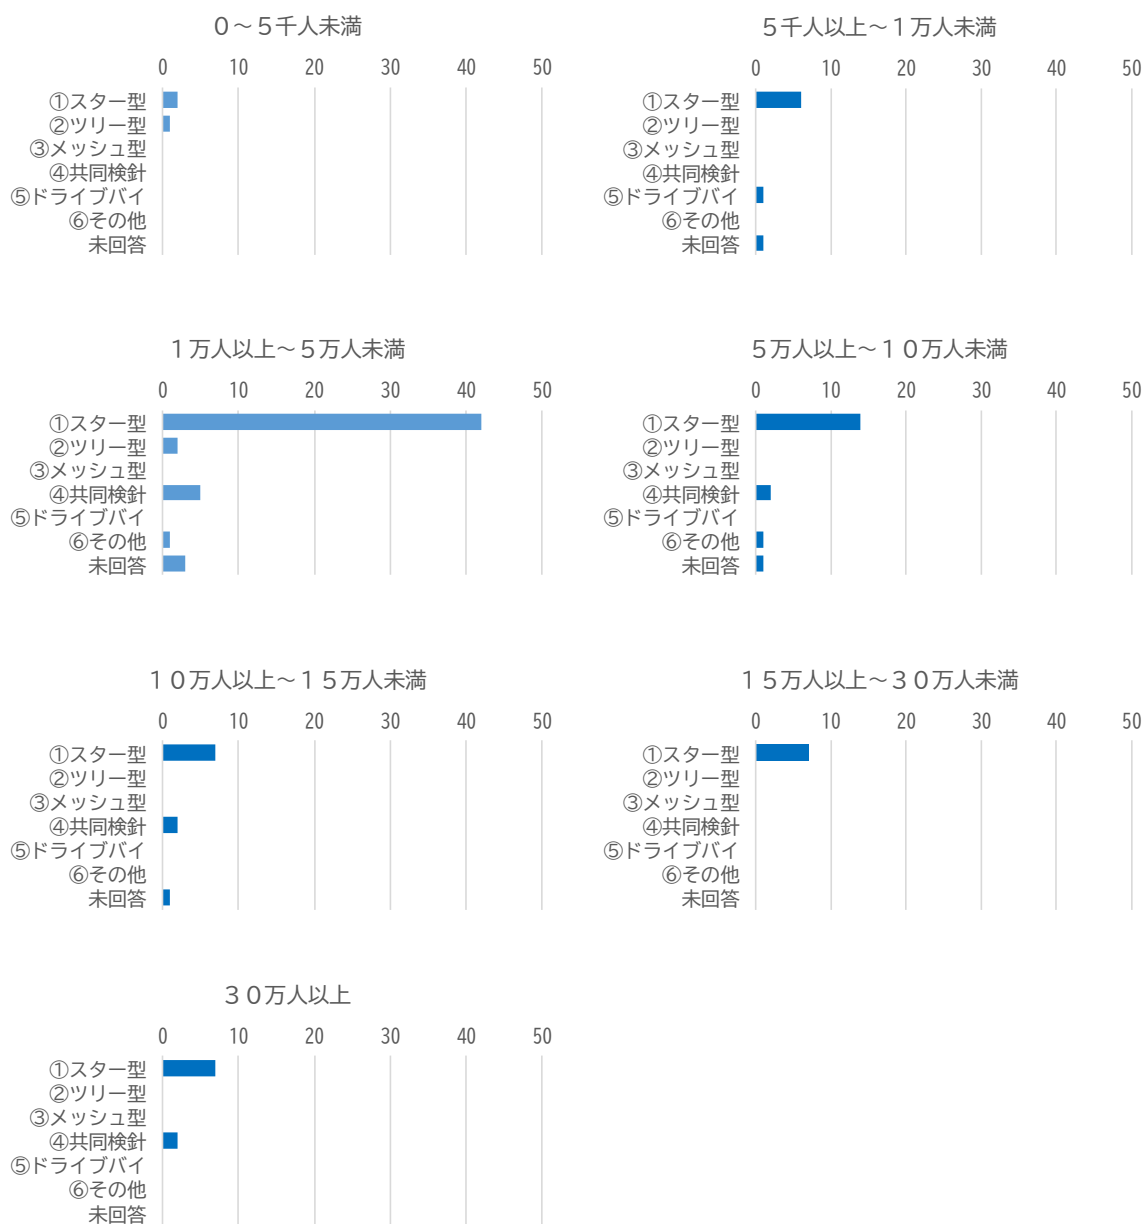 ０～５千人未満
0 10 20 30 40 50
①スター型
②ツリー型
③メッシュ型
④共同検針
⑤ドライブバイ
⑥その他
未回答
５千人以上～１万人未満
0 10 20 30 40 50
①スター型
②ツリー型
③メッシュ型
④共同検針
⑤ドライブバイ
⑥その他
未回答
１万人以上～５万人未満
0 10 20 30 40 50
①スター型
②ツリー型
③メッシュ型
④共同検針
⑤ドライブバイ
⑥その他
未回答
５万人以上～１０万人未満
0 10 20 30 40 50
①スター型
②ツリー型
③メッシュ型
④共同検針
⑤ドライブバイ
⑥その他
未回答
１０万人以上～１５万人未満
0 10 20 30 40 50
①スター型
②ツリー型
③メッシュ型
④共同検針
⑤ドライブバイ
⑥その他
未回答
１５万人以上～３０万人未満
0 10 20 30 40 50
①スター型
②ツリー型
③メッシュ型
④共同検針
⑤ドライブバイ
⑥その他
未回答
３０万人以上
0 10 20 30 40 50
①スター型
②ツリー型
③メッシュ型
④共同検針
⑤ドライブバイ
⑥その他
未回答